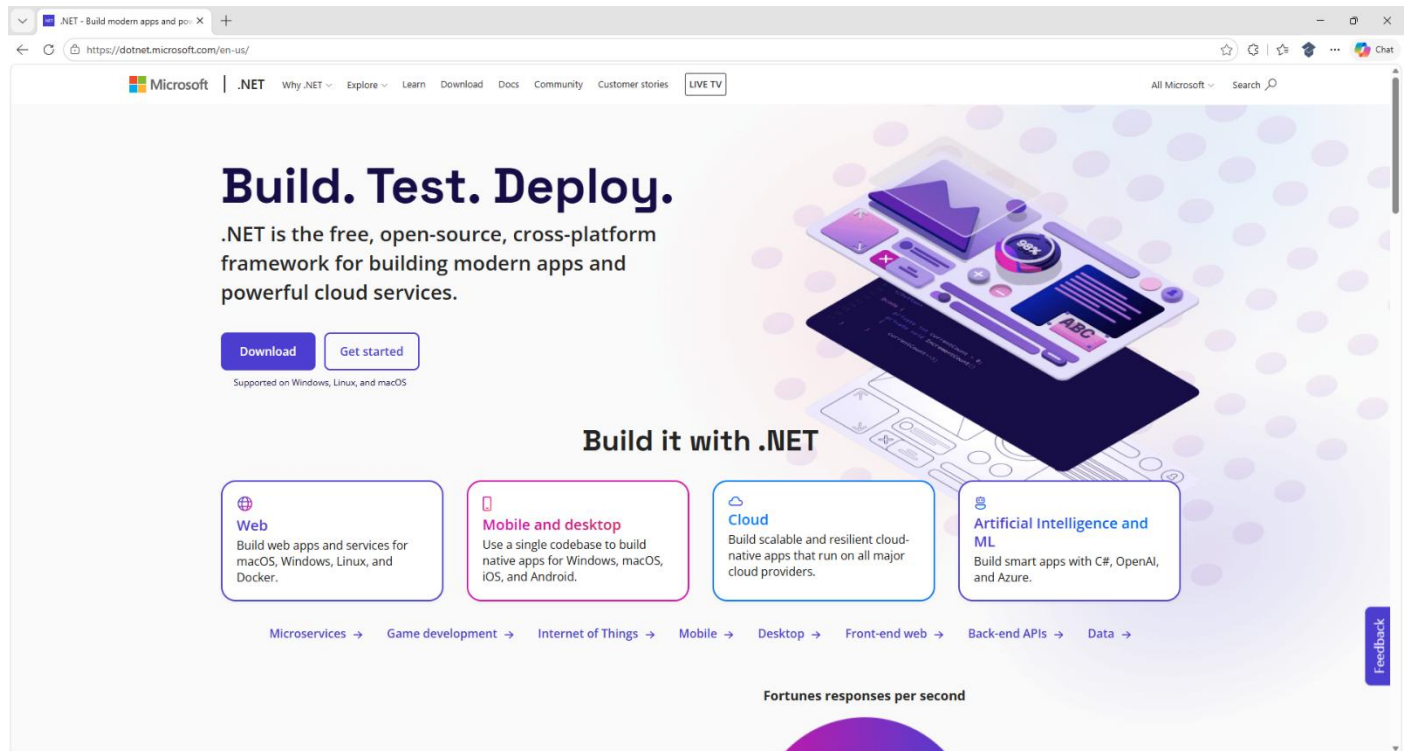 .NET - Build modern apps and pow
https://dotnet.microsoft.com/en-us/
Chat
Microsoft
.NET
Why .NET
Explore
Learn
Download
Docs
Community
Customer stories
LIVE TV
All Microsoft
Search
Build. Test. Deploy.
.NET is the free, open-source, cross-platform
framework for building modern apps and
powerful cloud services.
Download
Get started
Supported on Windows, Linux, and macOS
98%
ABC
Build it with .NET
Web
Build web apps and services for
macOS, Windows, Linux, and
Docker.
Mobile and desktop
Use a single codebase to build
native apps for Windows, macOS,
iOS, and Android.
Cloud
Build scalable and resilient cloud-
native apps that run on all major
cloud providers.
Artificial Intelligence and
ML
Build smart apps with C#, OpenAI,
and Azure.
Microservices →
Game development →
Internet of Things →
Mobile →
Desktop →
Front-end web →
Back-end APIs →
Data →
Feedback
Fortunes responses per second